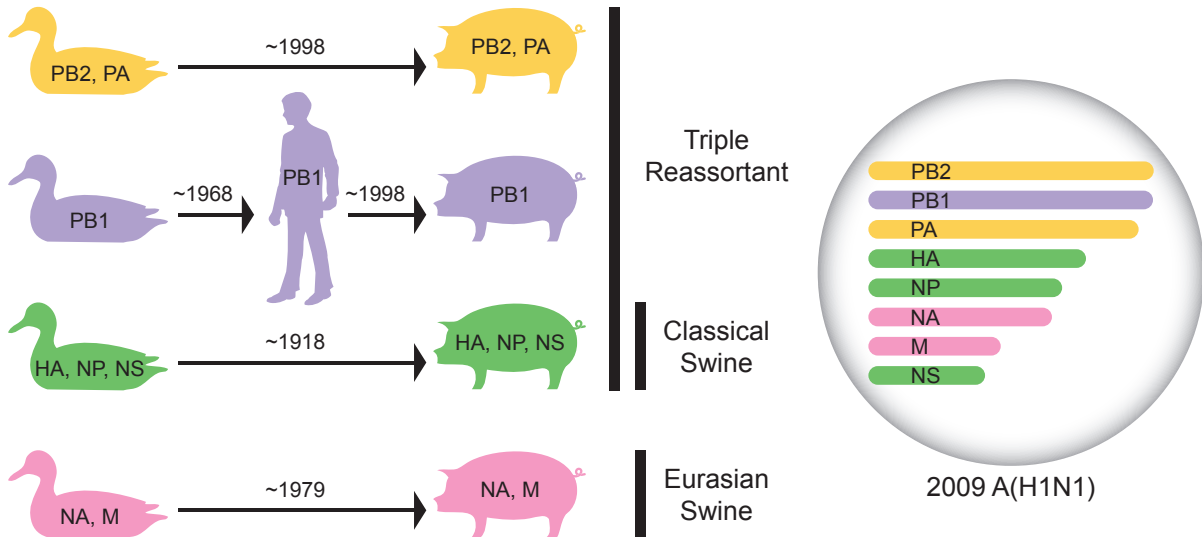 PB2, PA
~1998
PB2, PA
PB1
~1968
PB1
~1998
PB1
HA, NP, NS
~1918
HA, NP, NS
NA, M
~1979
NA, M
Triple
Reassortant
Classical
Swine
Eurasian
Swine
PB2
PB1
PA
HA
NP
NA
M
NS
2009 A(H1N1)